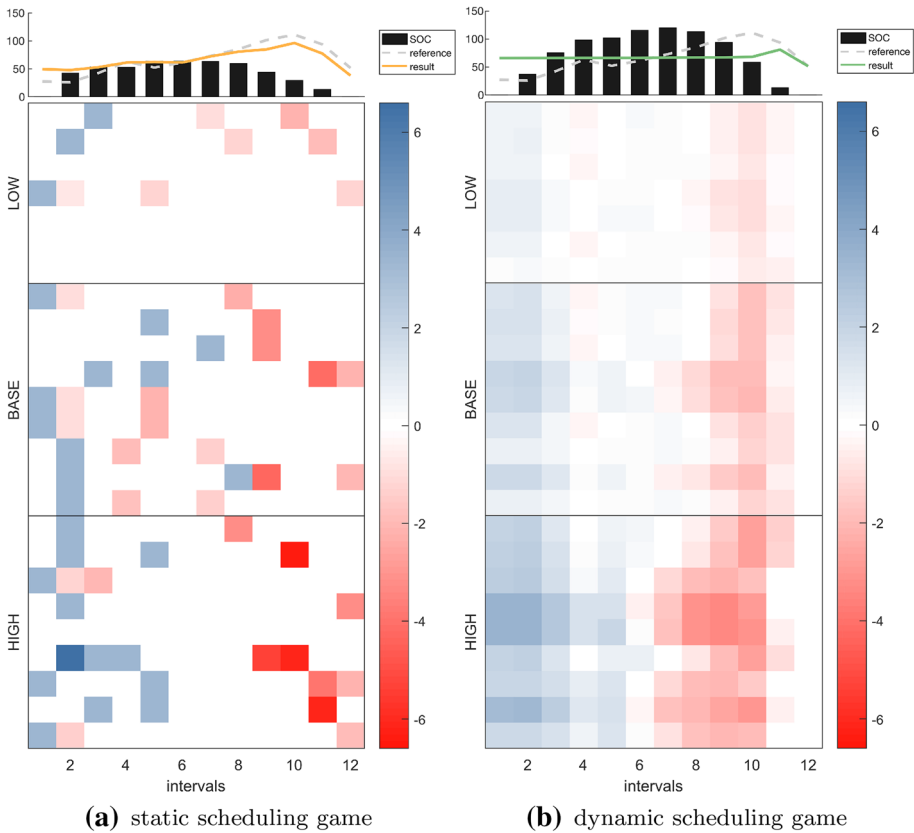 150
100
50
0
SOC
reference
result
LOW
BASE
HIGH
2 4 6 8 10 12
intervals
6
4
2
0
-2
-4
-6
(a) static scheduling game
150
100
50
0
SOC
reference
result
LOW
BASE
HIGH
2 4 6 8 10 12
intervals
6
4
2
0
-2
-4
-6
(b) dynamic scheduling game